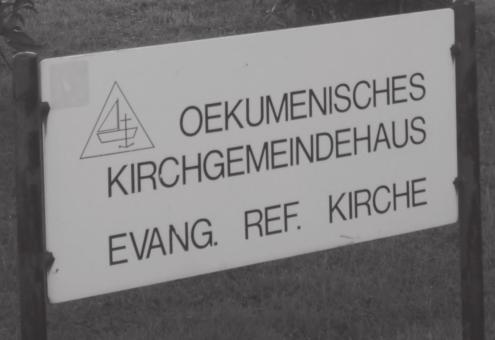 OEKUMENISCHES
KIRCHGEMEINDEHAUS
EVANG. REF. KIRCHE